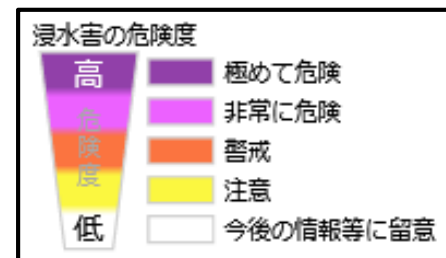 浸水害の危険度
高
危険度
低
極めて危険
非常に危険
警戒
注意
今後の情報等に留意